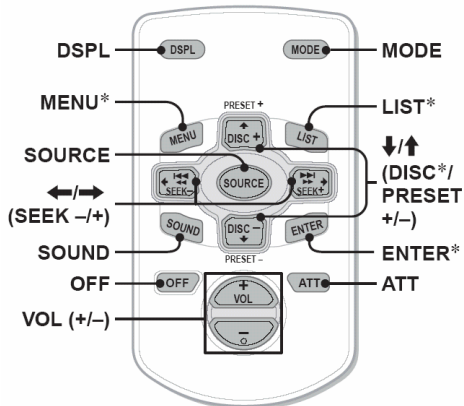 DSPL
DSPL
MODE
MODE
MENU*
PRESET +
LIST*
MENU
DISC +
LIST
SOURCE
↓/↑
(DISC*/
PRESET
+/–)
←/→
(SEEK –/+)
SEEK–
SOURCE
SEEK+
SOUND
SOUND
DISC –
ENTER
ENTER*
PRESET –
OFF
OFF
ATT
ATT
+
VOL
VOL (+/–)
–